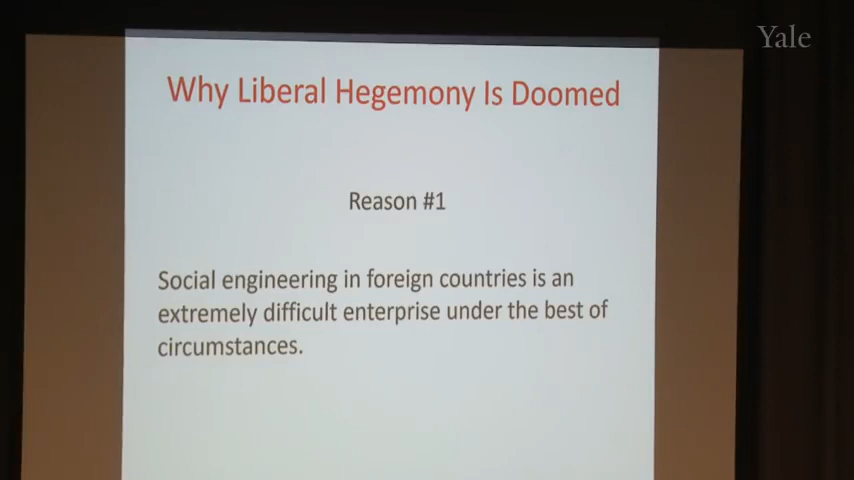 Yale
Why Liberal Hegemony Is Doomed
Reason #1
Social engineering in foreign countries is an
extremely difficult enterprise under the best of
circumstances.